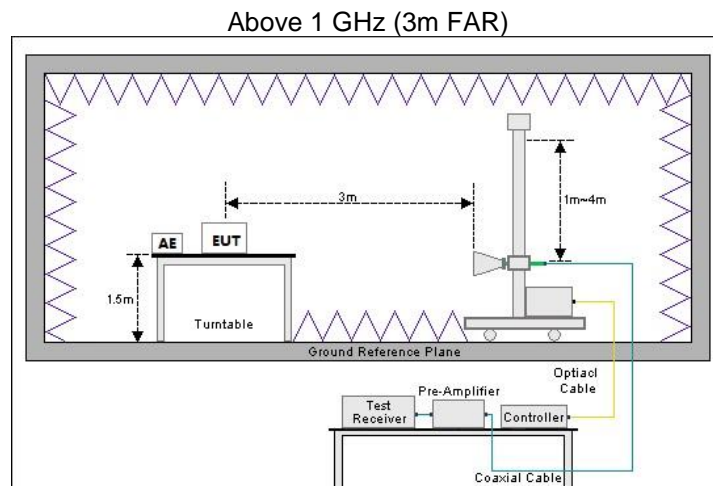 Above 1 GHz (3m FAR)
3m
1m~4m
AE
EUT
1.5m
Turntable
Ground Reference Plane
Optiacl
Cable
Pre-Amplifier
Test
Receiver
Controller
Coaxial Cable